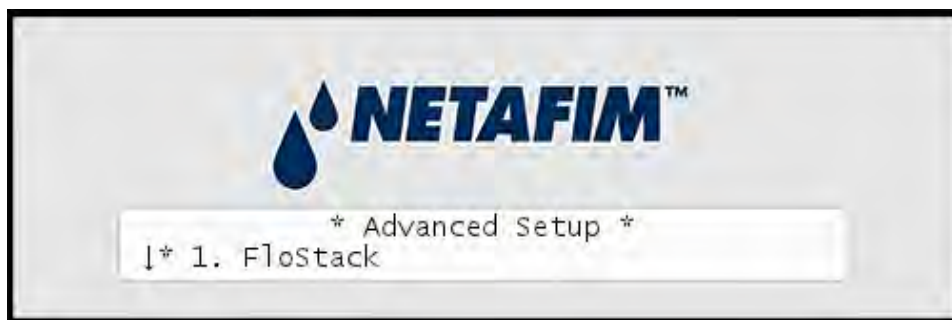 NETAFIM™
* Advanced Setup *
↓* 1. FloStack